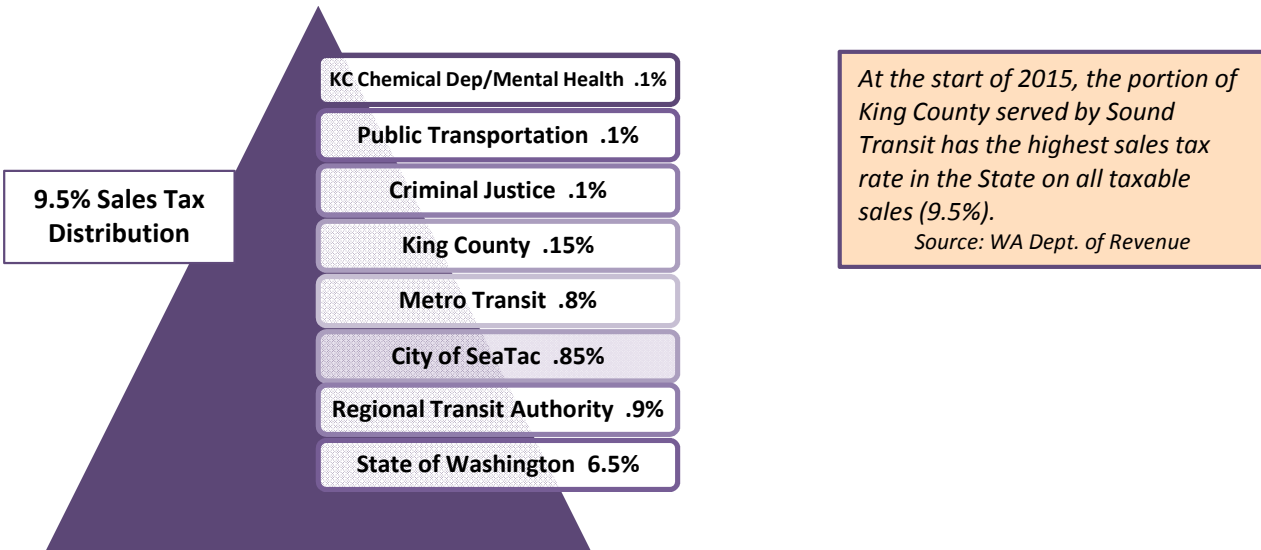 9.5% Sales Tax
Distribution
KC Chemical Dep/Mental Health .1%
Public Transportation .1%
Criminal Justice .1%
King County .15%
Metro Transit .8%
City of SeaTac .85%
Regional Transit Authority .9%
State of Washington 6.5%
At the start of 2015, the portion of
King County served by Sound
Transit has the highest sales tax
rate in the State on all taxable
sales (9.5%).
Source: WA Dept. of Revenue